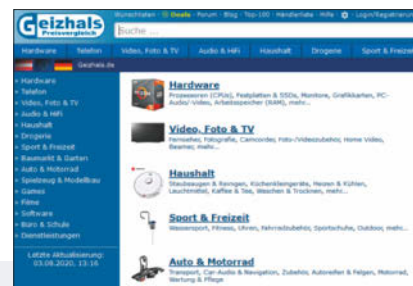 Geizhals
Preisvergleich
Wunschlisten Deals Forum Blog Top-100 Händlerliste Hilfe Login/Registrieru
Suche ...
Hardware Telefon Video, Foto & TV Audio & HiFi Haushalt Drogerie Sport & Freizei
Geizhals.de
» Hardware
» Telefon
» Video, Foto & TV
» Audio & HiFi
» Haushalt
» Drogerie
» Sport & Freizeit
» Baumarkt & Garten
» Auto & Motorrad
» Spielzeug & Modellbau
» Games
» Filme
» Software
» Büro & Schule
» Dienstleistungen
Letzte Aktualisierung:
03.08.2020, 13:16
Hardware
Prozessoren (CPUs), Festplatten & SSDs, Monitore, Grafikkarten, PC-
Audio/-Video, Arbeitsspeicher (RAM), mehr...
Video, Foto & TV
Fernseher, Fotografie, Camcorder, Foto-/Videozubehör, Home Video,
Beamer, mehr...
Haushalt
Staubsaugen & Reinigen, Küchenkleingeräte, Heizen & Kühlen,
Leuchtmittel, Kaffee & Tee, Waschen & Trocknen, mehr...
Sport & Freizeit
Wassersport, Fitness, Uhren, Fahrradzubehör, Sportschuhe, Outdoor, mehr...
Auto & Motorrad
Transport, Car-Audio & Navigation, Zubehör, Autoreifen & Felgen, Motorrad,
Wartung & Pflege